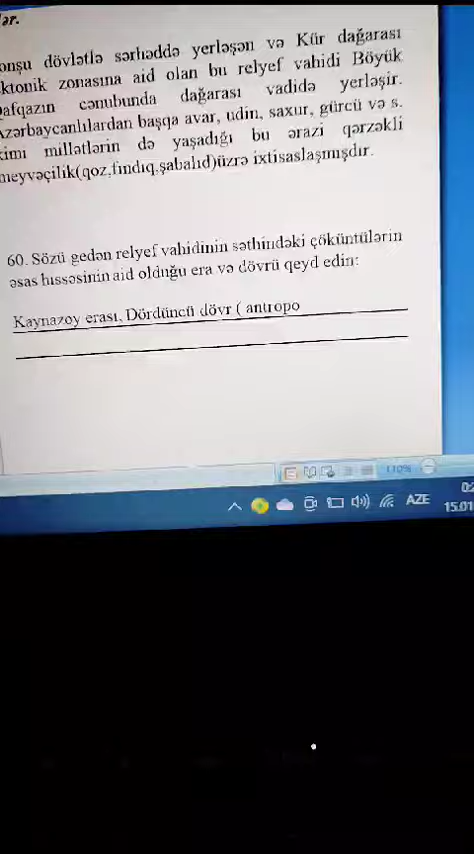 ər.
onşu dövlətlə sərhəddə yerləşən və Kür dağarası
ktonik zonasına aid olan bu relyef vahidi Böyük
afqazın cənubunda dağarası vadidə yerləşir.
Azərbaycanlılardan başqa avar, udin, saxur, gürcü və s.
kimi millətlərin də yaşadığı bu ərazi qərzəkli
meyvəçilik(qoz,fındıq,şabalıd)üzrə ixtisaslaşmışdır.
60. Sözü gedən relyef vahidinin səthindəki çöküntülərin
əsas hissəsinin aid olduğu era və dövrü qeyd edin:
Kaynazoy erası, Dördüncü dövr ( antropo
110%
AZE
15.01